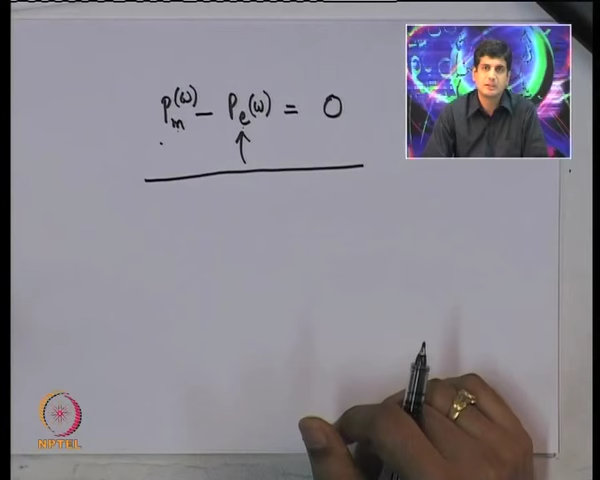 Pm(ω) - Pe(ω) = 0
NPTEL